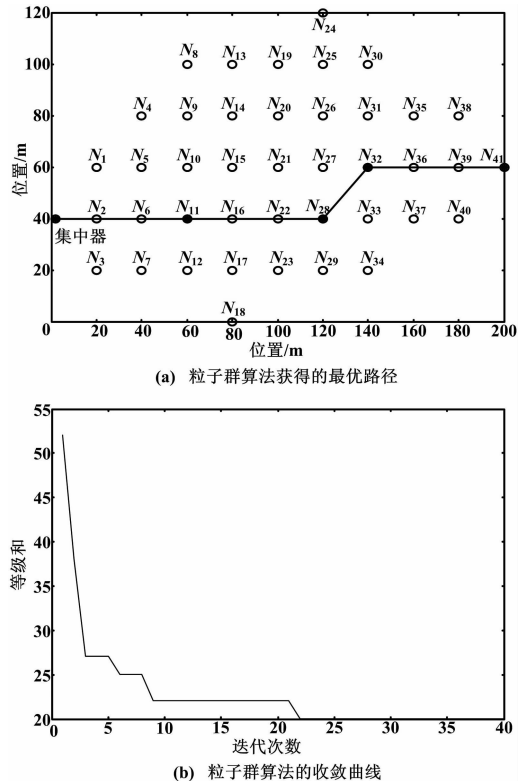 120
N24
N8 N13 N19 N25 N30
100
N4 N9 N14 N20 N26 N31 N35 N38
80
位置/m
N1 N5 N10 N15 N21 N27 N32 N36 N39 N41
60
N2 N6 N11 N16 N22 N28 N33 N37 N40
40
集中器
N3 N7 N12 N17 N23 N29 N34
20
N18
0
0 20 40 60 80 100 120 140 160 180 200
位置/m
(a) 粒子群算法获得的最优路径
55
50
45
40
等级和
35
30
25
20
0 5 10 15 20 25 30 35 40
迭代次数
(b) 粒子群算法的收敛曲线